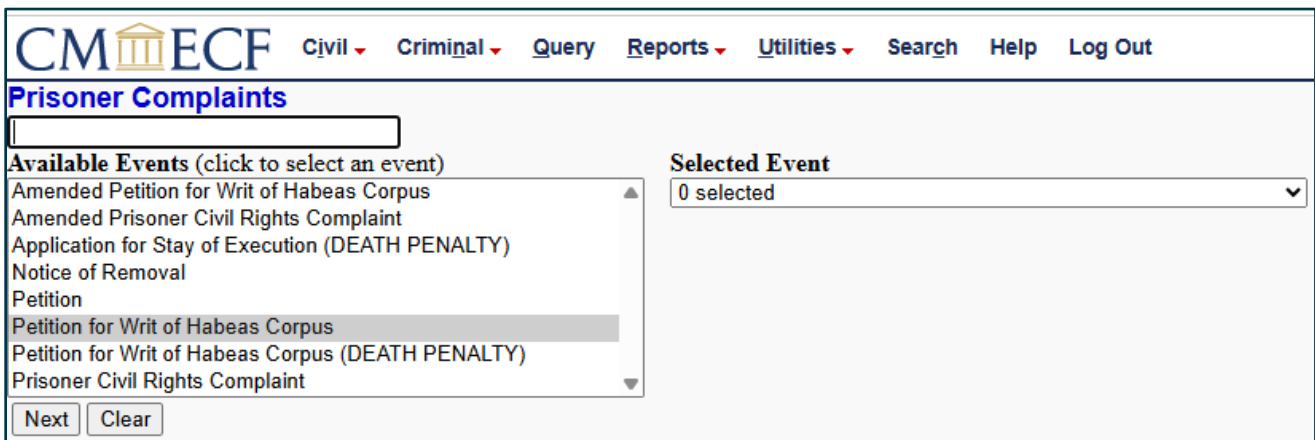 CM ECF Civil Criminal Query Reports Utilities Search Help Log Out
Prisoner Complaints
Available Events (click to select an event)
Selected Event
Amended Petition for Writ of Habeas Corpus
0 selected
Amended Prisoner Civil Rights Complaint
Application for Stay of Execution (DEATH PENALTY)
Notice of Removal
Petition
Petition for Writ of Habeas Corpus
Petition for Writ of Habeas Corpus (DEATH PENALTY)
Prisoner Civil Rights Complaint
Next Clear